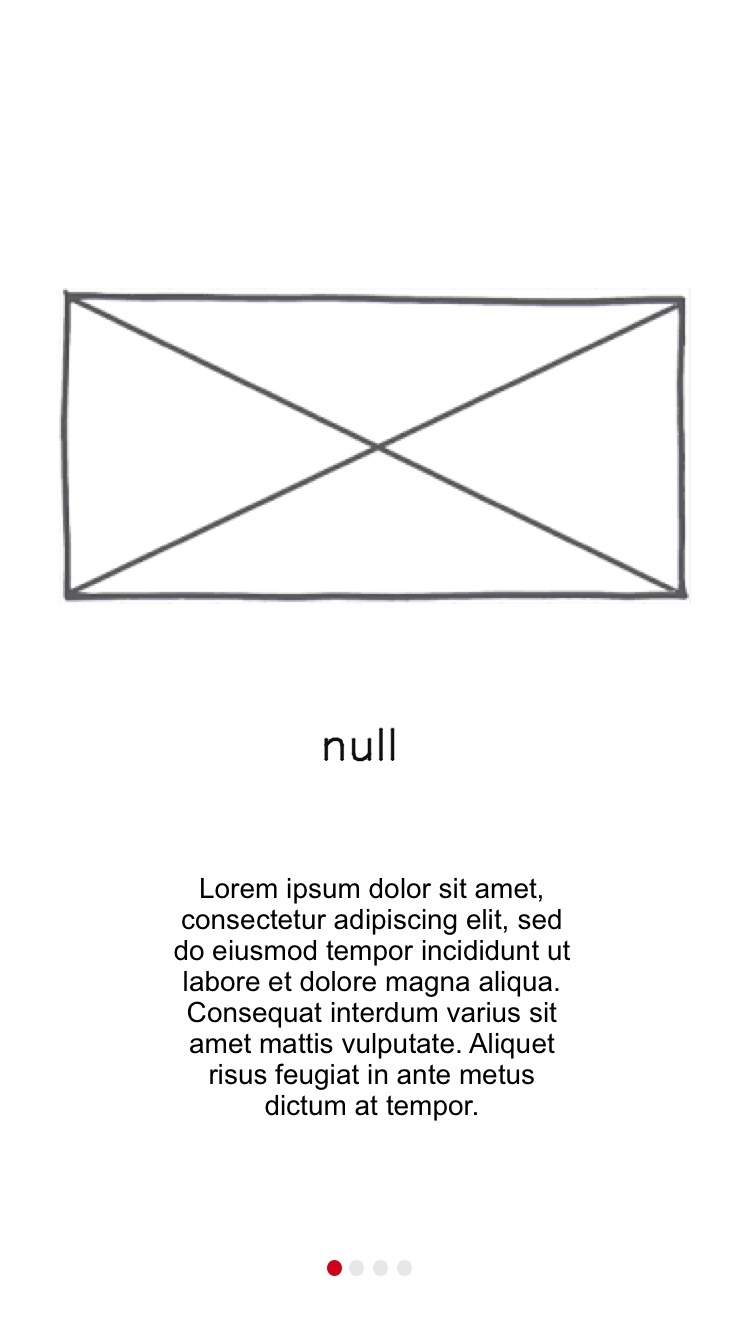 null
Lorem ipsum dolor sit amet,
consectetur adipiscing elit, sed
do eiusmod tempor incididunt ut
labore et dolore magna aliqua.
Consequat interdum varius sit
amet mattis vulputate. Aliquet
risus feugiat in ante metus
dictum at tempor.